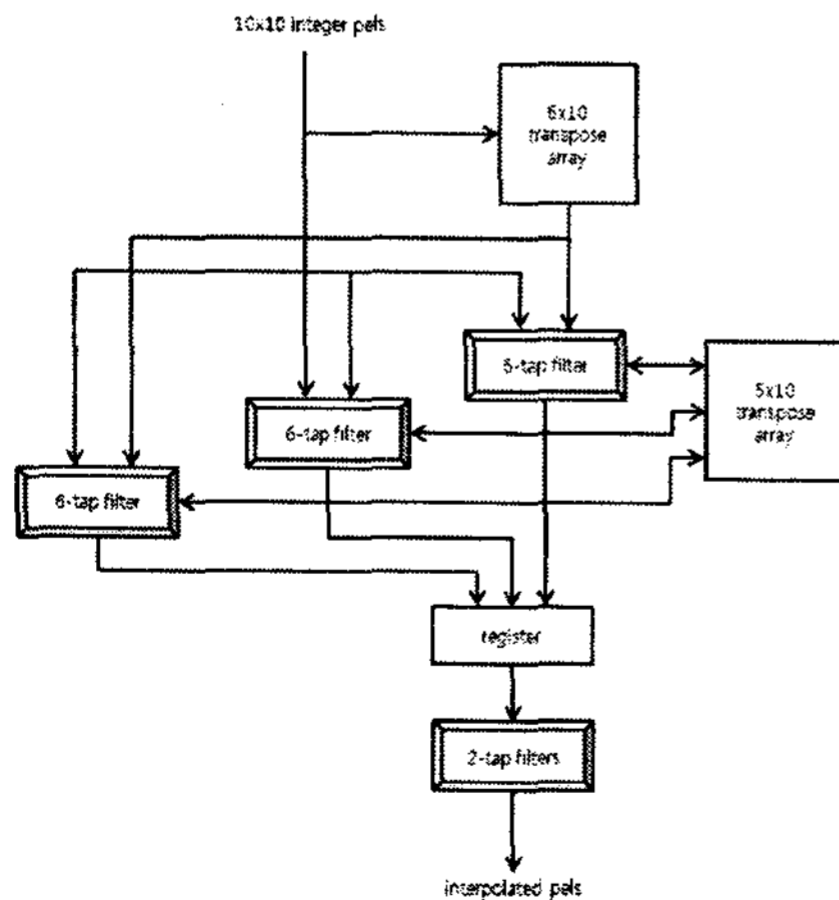 10x10 integer pels
6x10
transpose
array
6-tap filter
5x10
transpose
array
6-tap filter
6-tap filter
register
2-tap filters
interpolated pels